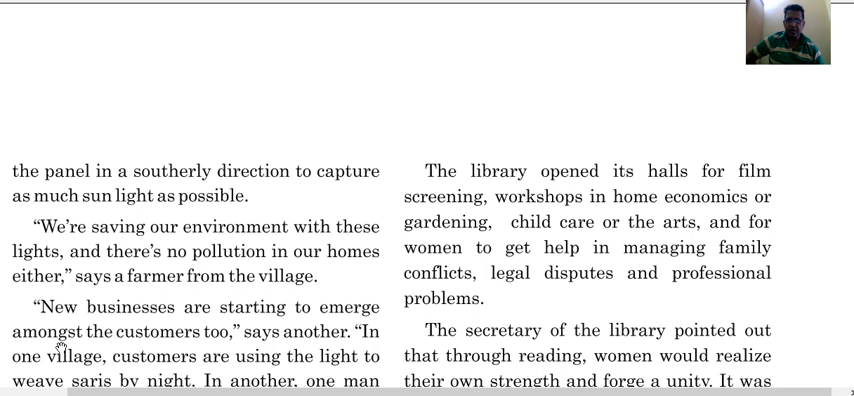 the panel in a southerly direction to capture
as much sun light as possible.
“We’re saving our environment with these
lights, and there’s no pollution in our homes
either,” says a farmer from the village.
“New businesses are starting to emerge
amongst the customers too,” says another. “In
one village, customers are using the light to
weave saris by night. In another, one man
The library opened its halls for film
screening, workshops in home economics or
gardening, child care or the arts, and for
women to get help in managing family
conflicts, legal disputes and professional
problems.
The secretary of the library pointed out
that through reading, women would realize
their own strength and forge a unity. It was